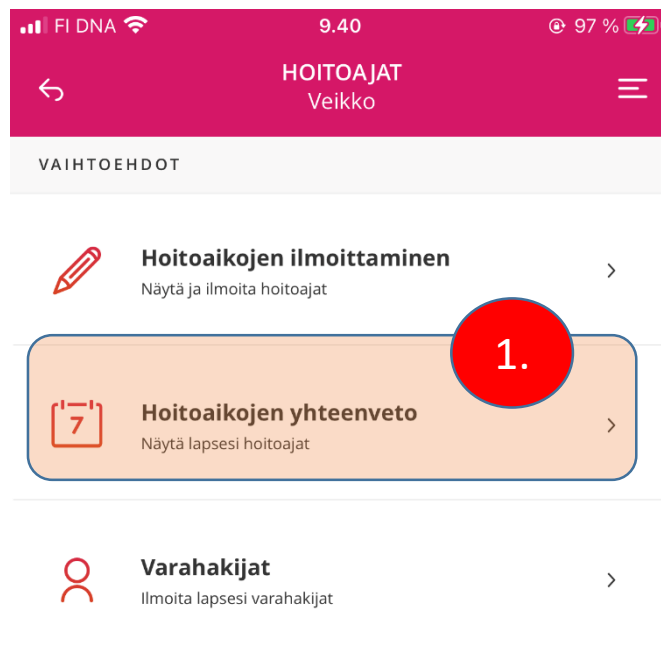 FI DNA 9.40 97 %
HOITOAJAT
Veikko
VAIHTOEHDOT
Hoitoaikojen ilmoittaminen
Näytä ja ilmoita hoitoajat
1.
7
Hoitoaikojen yhteenveto
Näytä lapsesi hoitoajat
Varahakijat
Ilmoita lapsesi varahakijat